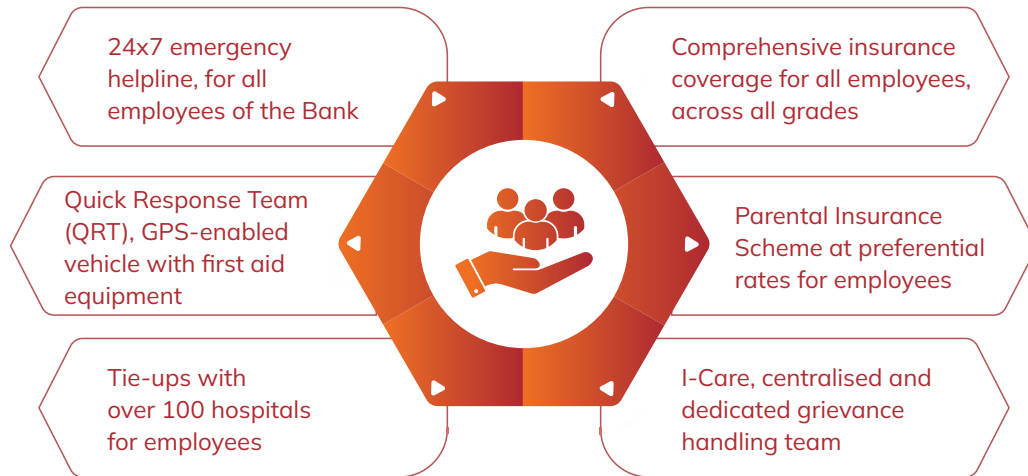 24x7 emergency
helpline, for all
employees of the Bank
Comprehensive insurance
coverage for all employees,
across all grades
Quick Response Team
(QRT), GPS-enabled
vehicle with first aid
equipment
Parental Insurance
Scheme at preferential
rates for employees
Tie-ups with
over 100 hospitals
for employees
I-Care, centralised and
dedicated grievance
handling team